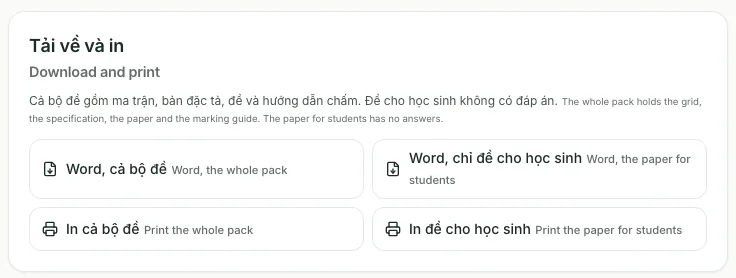 Tải về và in
Download and print
Cả bộ đề gồm ma trận, bản đặc tả, đề và hướng dẫn chấm. Đề cho học sinh không có đáp án. The whole pack holds the grid,
the specification, the paper and the marking guide. The paper for students has no answers.
Word, cả bộ đề Word, the whole pack
Word, chỉ đề cho học sinh Word, the paper for
students
In cả bộ đề Print the whole pack
In đề cho học sinh Print the paper for students